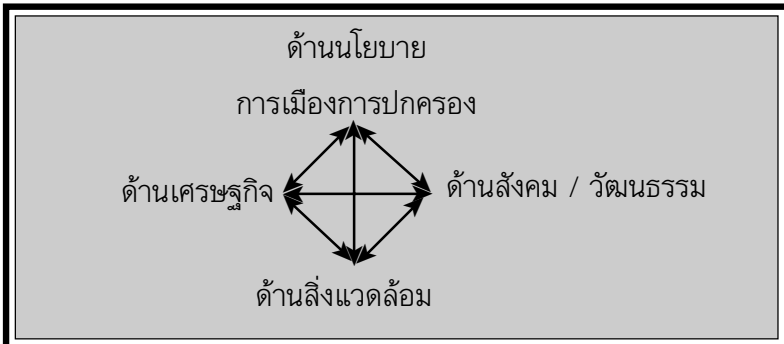 ด้านนโยบาย
การเมืองการปกครอง
ด้านเศรษฐกิจ
ด้านสังคม / วัฒนธรรม
ด้านสิ่งแวดล้อม